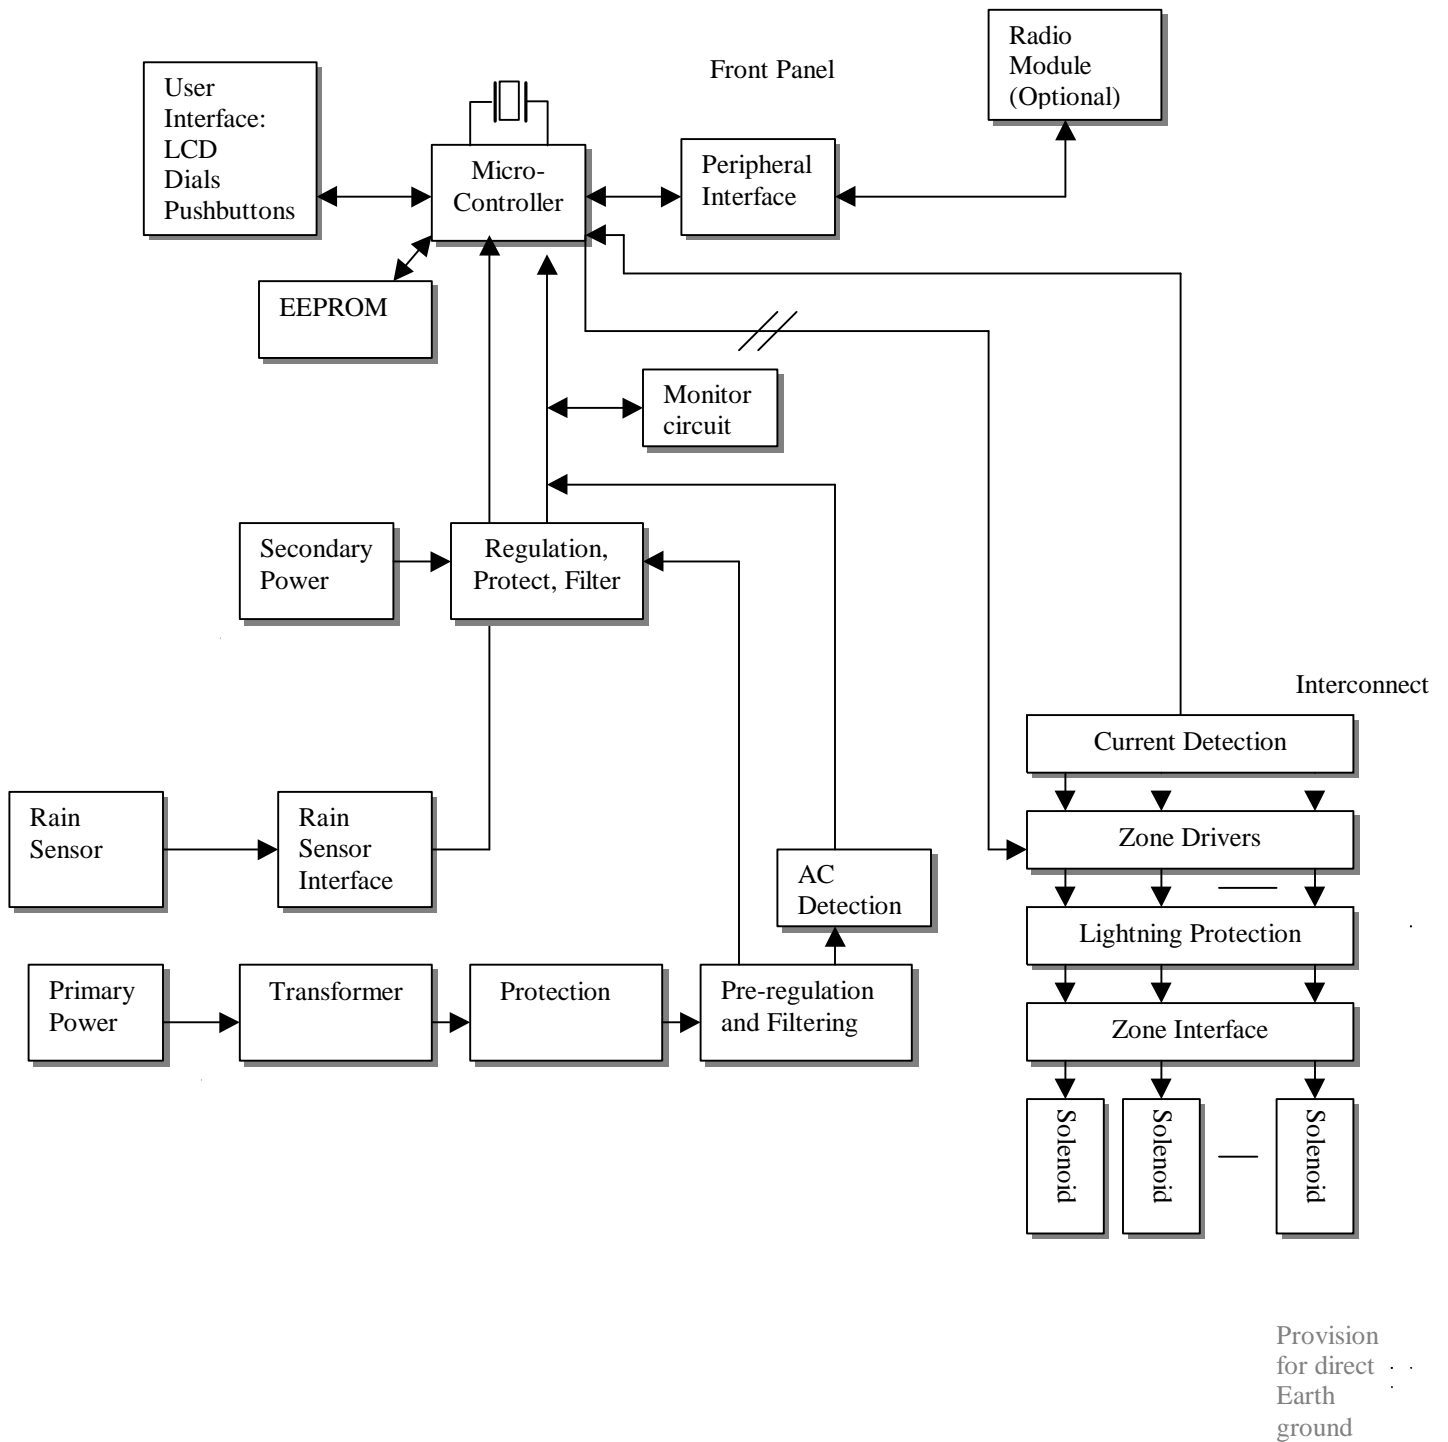 Front Panel
Radio
Module
(Optional)
User
Interface:
LCD
Dials
Pushbuttons
Micro-
Controller
Peripheral
Interface
EEPROM
Monitor
circuit
Secondary
Power
Regulation,
Protect, Filter
Interconnect
Current Detection
Rain
Sensor
Rain
Sensor
Interface
Zone Drivers
AC
Detection
Lightning Protection
Primary
Power
Transformer
Protection
Pre-regulation
and Filtering
Zone Interface
Solenoid
Solenoid
Solenoid
Provision
for direct
Earth
ground